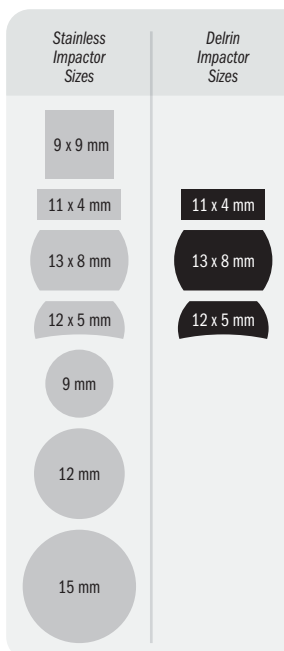 Stainless
Impactor
Sizes
Delrin
Impactor
Sizes
9 x 9 mm
11 x 4 mm
11 x 4 mm
13 x 8 mm
13 x 8 mm
12 x 5 mm
12 x 5 mm
9 mm
12 mm
15 mm